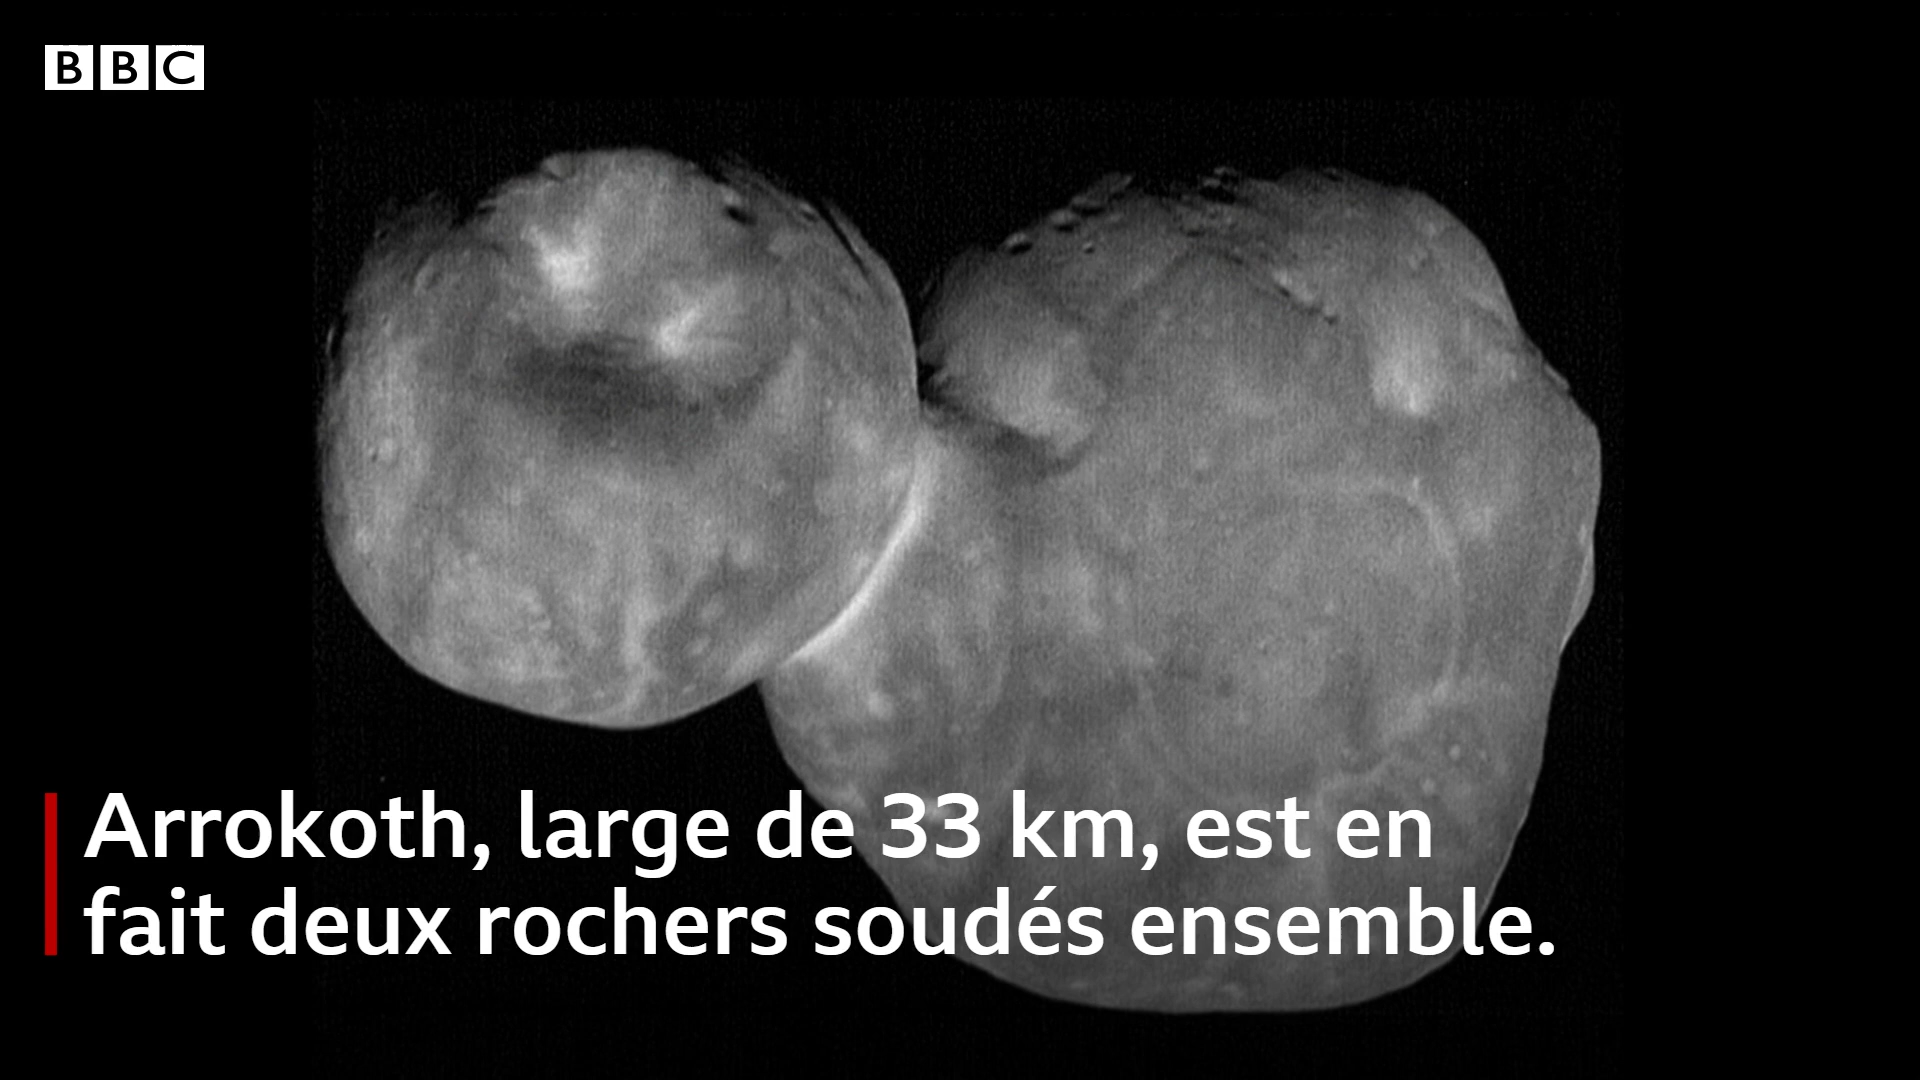 BBC
Arrokoth, large de 33 km, est en
fait deux rochers soudés ensemble.